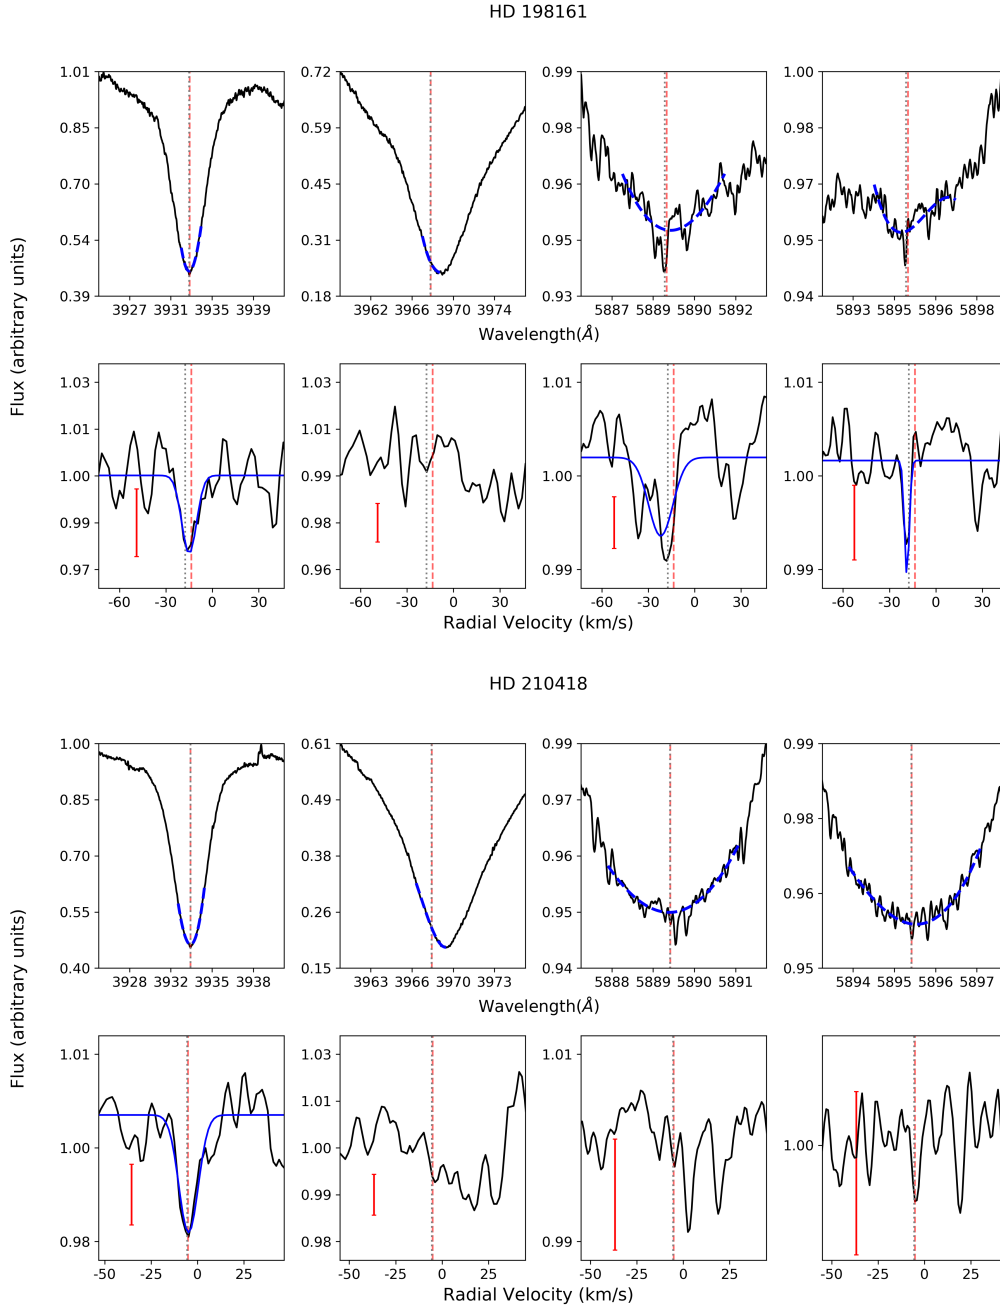 HD 198161
1.01 0.72 0.99 1.00
0.85 0.59 0.98 0.98
0.70 0.45 0.96 0.97
0.54 0.31 0.95 0.95
0.39 0.18 0.93 0.94
3927 3931 3935 3939 3962 3966 3970 3974 5887 5889 5890 5892 5893 5895 5896 5898
Wavelength(Å)
Flux (arbitrary units)
1.03 1.03 1.01 1.01
1.01 1.01
1.00 0.99 1.00 1.00
0.99 0.98
0.97 0.96 0.99 0.99
-60 -30 0 30 -60 -30 0 30 -60 -30 0 30 -60 -30 0 30
Radial Velocity (km/s)
HD 210418
1.00 0.61 0.99 0.99
0.85 0.49 0.97 0.98
0.70 0.38 0.96
0.55 0.26 0.95 0.96
0.40 0.15 0.94 0.95
3928 3932 3935 3938 3963 3966 3970 3973 5888 5889 5890 5891 5894 5895 5896 5897
Wavelength(Å)
Flux (arbitrary units)
1.01 1.03 1.01
1.01
1.00 1.00 1.00
0.99
0.98 0.98 0.99
-50 -25 0 25 -50 -25 0 25 -50 -25 0 25 -50 -25 0 25
Radial Velocity (km/s)